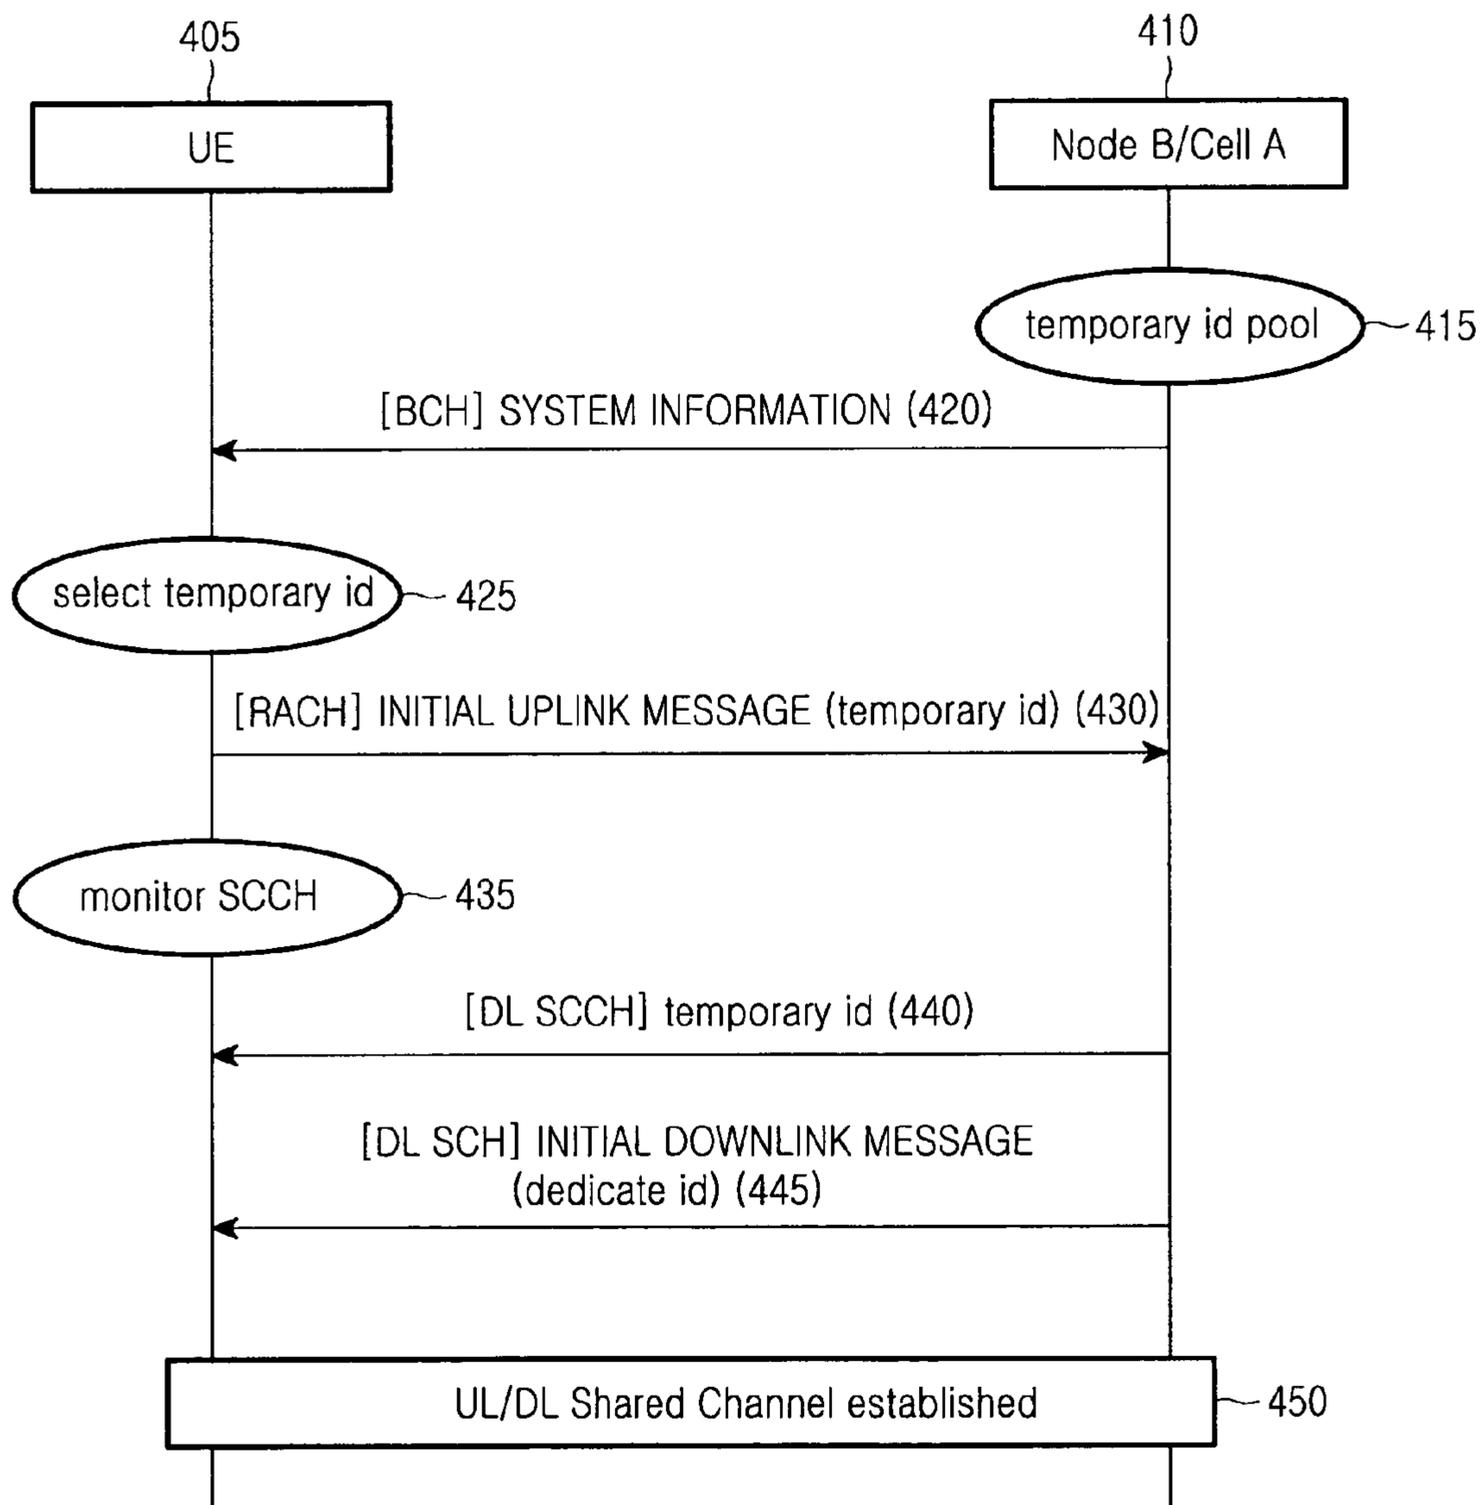 405
410
UE
Node B/Cell A
temporary id pool
415
[BCH] SYSTEM INFORMATION (420)
select temporary id
425
[RACH] INITIAL UPLINK MESSAGE (temporary id) (430)
monitor SCCH
435
[DL SCCH] temporary id (440)
[DL SCH] INITIAL DOWNLINK MESSAGE
(dedicate id) (445)
UL/DL Shared Channel established
450